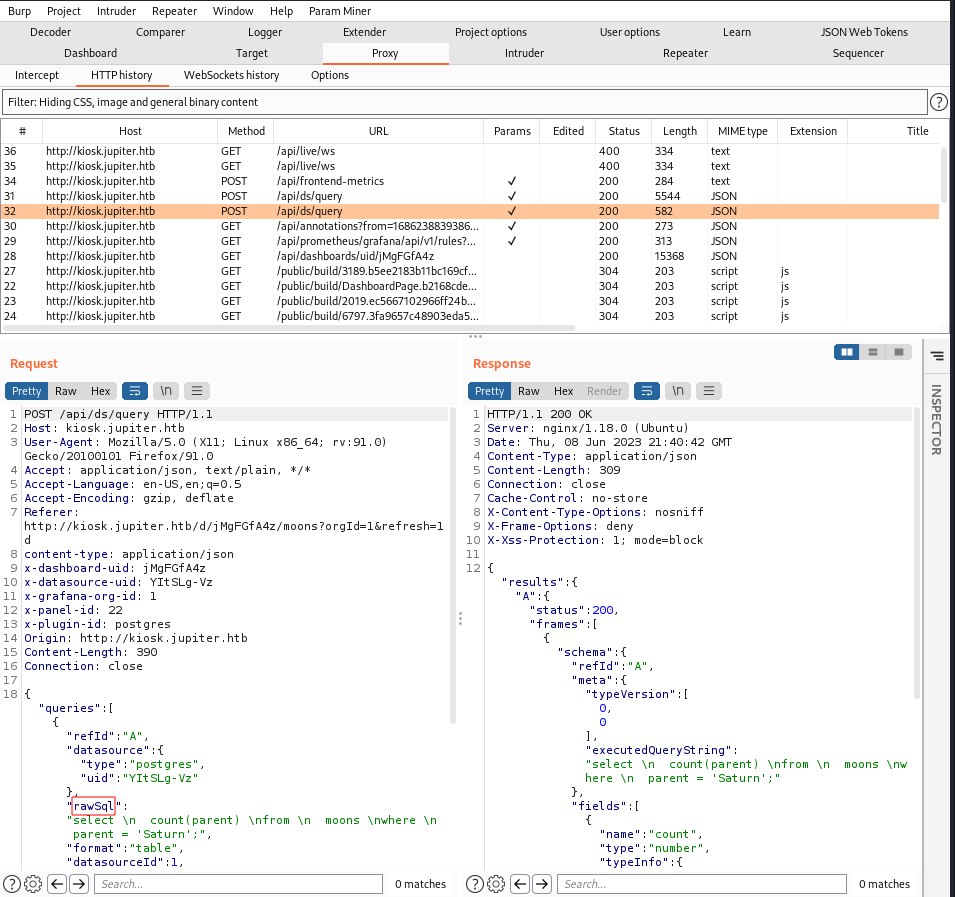 Burp Project Intruder Repeater Window Help Param Miner
Decoder Comparer Logger Extender Project options User options Learn JSON Web Tokens
Dashboard Target Proxy Intruder Repeater Sequencer
Intercept HTTP history WebSockets history Options
Filter: Hiding CSS, image and general binary content ?
# Host Method URL Params Edited Status Length MIME type Extension Title
36 http://kiosk.jupiter.htb GET /api/live/ws 400 334 text
35 http://kiosk.jupiter.htb GET /api/live/ws 400 334 text
34 http://kiosk.jupiter.htb POST /api/frontend-metrics ✓ 200 284 text
31 http://kiosk.jupiter.htb POST /api/ds/query ✓ 200 5544 JSON
32 http://kiosk.jupiter.htb POST /api/ds/query ✓ 200 582 JSON
30 http://kiosk.jupiter.htb GET /api/annotations?from=1686238839386... ✓ 200 273 JSON
29 http://kiosk.jupiter.htb GET /api/prometheus/grafana/api/v1/rules?... ✓ 200 313 JSON
28 http://kiosk.jupiter.htb GET /api/dashboards/uid/jMgFGfA4z 200 15368 JSON
27 http://kiosk.jupiter.htb GET /public/build/3189.b5ee2183b11bc169cf... 304 203 script js
22 http://kiosk.jupiter.htb GET /public/build/DashboardPage.b2168cde... 304 203 script js
23 http://kiosk.jupiter.htb GET /public/build/2019.ec5667102966ff24b... 304 203 script js
24 http://kiosk.jupiter.htb GET /public/build/6797.3fa9657c48903eda5... 304 203 script js
Request
Pretty Raw Hex \n
1 POST /api/ds/query HTTP/1.1
2 Host: kiosk.jupiter.htb
3 User-Agent: Mozilla/5.0 (X11; Linux x86_64; rv:91.0)
Gecko/20100101 Firefox/91.0
4 Accept: application/json, text/plain, */*
5 Accept-Language: en-US,en;q=0.5
6 Accept-Encoding: gzip, deflate
7 Referer:
http://kiosk.jupiter.htb/d/jMgFGfA4z/moons?orgId=1&refresh=1
d
8 content-type: application/json
9 x-dashboard-uid: jMgFGfA4z
10 x-datasource-uid: YItSLg-Vz
11 x-grafana-org-id: 1
12 x-panel-id: 22
13 x-plugin-id: postgres
14 Origin: http://kiosk.jupiter.htb
15 Content-Length: 390
16 Connection: close
17
18 {
"queries":[
{
"refId":"A",
"datasource":{
"type":"postgres",
"uid":"YItSLg-Vz"
},
"rawSql":
"select \n  count(parent) \nfrom \n  moons \nwhere \n
parent = 'Saturn';",
"format":"table",
"datasourceId":1,
? Search... 0 matches
Response
Pretty Raw Hex Render \n
1 HTTP/1.1 200 OK
2 Server: nginx/1.18.0 (Ubuntu)
3 Date: Thu, 08 Jun 2023 21:40:42 GMT
4 Content-Type: application/json
5 Content-Length: 309
6 Connection: close
7 Cache-Control: no-store
8 X-Content-Type-Options: nosniff
9 X-Frame-Options: deny
10 X-Xss-Protection: 1; mode=block
11
12 {
"results":{
"A":{
"status":200,
"frames":[
{
"schema":{
"refId":"A",
"meta":{
"typeVersion":[
0,
0
],
"executedQueryString":
"select \n  count(parent) \nfrom \n  moons \nw
here \n  parent = 'Saturn';"
},
"fields":[
{
"name":"count",
"type":"number",
"typeInfo":{
? Search... 0 matches
INSPECTOR